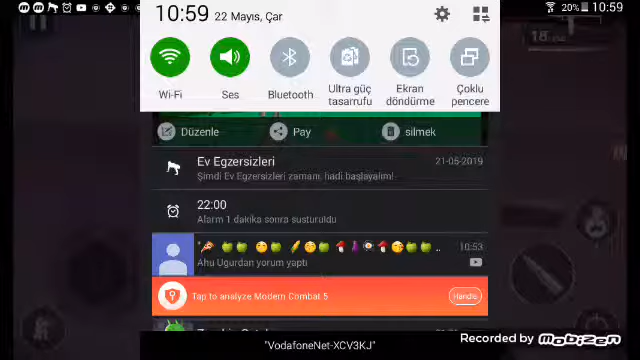 20% 10:59
10:59 22 Mayıs, Çar
Wi-Fi
Ses
Bluetooth
Ultra güç tasarrufu
Ekran döndürme
Çoklu pencere
Düzenle
Pay
silmek
Ev Egzersizleri 21-05-2019
Şimdi Ev Egzersizleri zamanı, hadi başlayalım!
22:00
Alarm 1 dakika sonra susturuldu
10:53
Ahu Ugurdan yorum yaptı
Tap to analyze Modern Combat 5
Handle
"VodafoneNet-XCV3KJ"
Recorded by Mobizen